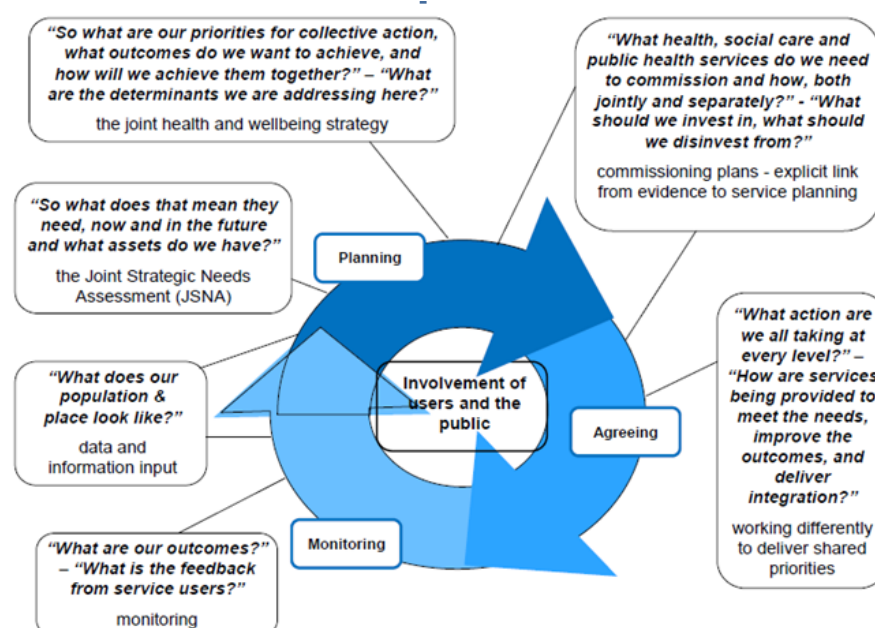 “So what are our priorities for collective action,
what outcomes do we want to achieve, and
how will we achieve them together?” – “What
are the determinants we are addressing here?”
the joint health and wellbeing strategy
“What health, social care and
public health services do we need
to commission and how, both
jointly and separately?” - “What
should we invest in, what should
we disinvest from?”
commissioning plans - explicit link
from evidence to service planning
“So what does that mean they
need, now and in the future
and what assets do we have?”
the Joint Strategic Needs
Assessment (JSNA)
Planning
“What action are
we all taking at
every level?” –
“How are services
being provided to
meet the needs,
improve the
outcomes, and
deliver
integration?”
working differently
to deliver shared
priorities
“What does our
population &
place look like?”
data and
information input
Involvement of
users and the
public
Agreeing
Monitoring
“What are our outcomes?”
– “What is the feedback
from service users?”
monitoring